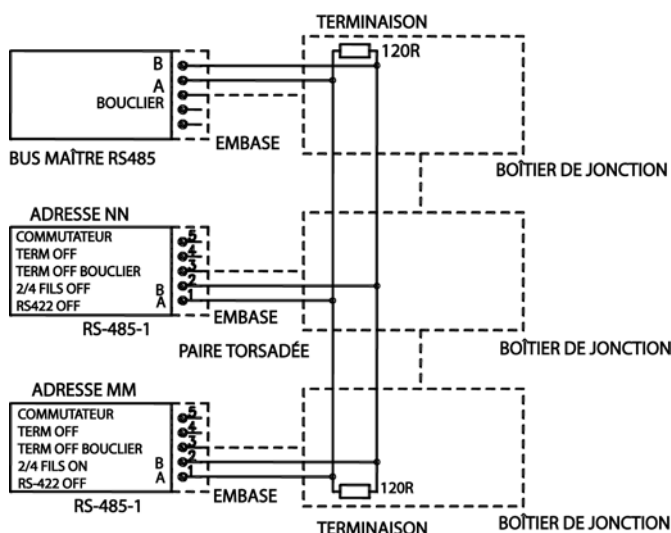 TERMINAISON
120R
B
A
BOUCLIER
EMBASE
BUS MAÎTRE RS485
BOÎTIER DE JONCTION
ADRESSE NN
COMMUTATEUR
TERM OFF
TERM OFF BOUCLIER
2/4 FILS OFF
RS422 OFF
B
A
5
4
3
2
1
RS-485-1
EMBASE
PAIRE TORSADÉE
BOÎTIER DE JONCTION
ADRESSE MM
COMMUTATEUR
TERM OFF
TERM OFF BOUCLIER
2/4 FILS ON
RS-422 OFF
B
A
5
4
3
2
1
RS-485-1
EMBASE
120R
TERMINAISON
BOÎTIER DE JONCTION